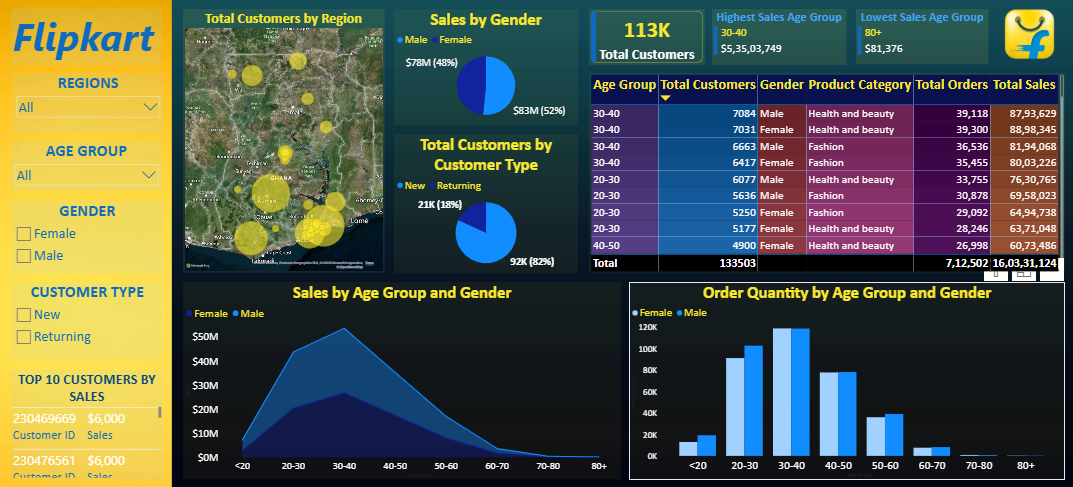 Flipkart
REGIONS
All
AGE GROUP
All
GENDER
Female
Male
CUSTOMER TYPE
New
Returning
TOP 10 CUSTOMERS BY
SALES
230469669 $6,000
Customer ID Sales
230476561 $6,000
Customer ID Sales
Total Customers by Region
GHANA
Kumasi
Lomé
Sales by Gender
Male Female
$78M (48%)
$83M (52%)
Total Customers by
Customer Type
New Returning
21K (18%)
92K (82%)
113K
Total Customers
Highest Sales Age Group
30-40
$5,35,03,749
Lowest Sales Age Group
80+
$81,376
Age Group Total Customers Gender Product Category Total Orders Total Sales
30-40 7084 Male Health and beauty 39,118 87,93,629
30-40 7031 Female Health and beauty 39,300 88,98,345
30-40 6663 Male Fashion 36,536 81,94,068
30-40 6417 Female Fashion 35,455 80,03,226
20-30 6077 Male Health and beauty 33,755 76,30,765
20-30 5636 Male Fashion 30,878 69,58,023
20-30 5250 Female Fashion 29,092 64,94,738
20-30 5177 Female Health and beauty 28,246 63,71,048
40-50 4900 Female Health and beauty 26,998 60,73,486
Total 133503 7,12,502 16,03,31,124
Sales by Age Group and Gender
Female Male
$50M
$40M
$30M
$20M
$10M
$0M
<20 20-30 30-40 40-50 50-60 60-70 70-80 80+
Order Quantity by Age Group and Gender
Female Male
120K
100K
80K
60K
40K
20K
0K
<20 20-30 30-40 40-50 50-60 60-70 70-80 80+